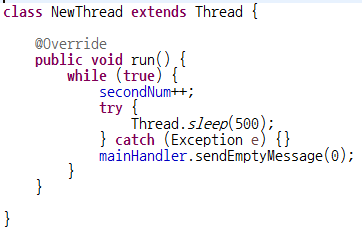 class NewThread extends Thread {
@Override
public void run() {
while (true) {
secondNum++;
try {
Thread.sleep(500);
} catch (Exception e) {}
mainHandler.sendEmptyMessage(0);
}
}
}